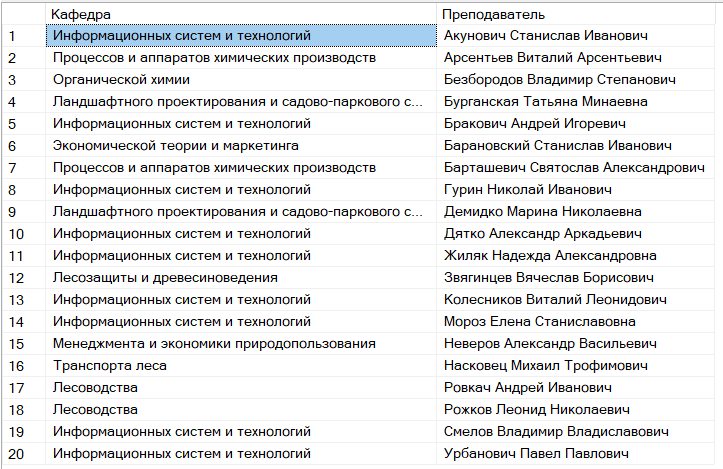 Кафедра Преподаватель
1 Информационных систем и технологий Акунович Станислав Иванович
2 Процессов и аппаратов химических производств Арсентьев Виталий Арсентьевич
3 Органической химии Безбородов Владимир Степанович
4 Ландшафтного проектирования и садово-паркового с... Бурганская Татьяна Минаевна
5 Информационных систем и технологий Бракович Андрей Игоревич
6 Экономической теории и маркетинга Барановский Станислав Иванович
7 Процессов и аппаратов химических производств Барташевич Святослав Александрович
8 Информационных систем и технологий Гурин Николай Иванович
9 Ландшафтного проектирования и садово-паркового с... Демидко Марина Николаевна
10 Информационных систем и технологий Дятко Александр Аркадьевич
11 Информационных систем и технологий Жиляк Надежда Александровна
12 Лесозащиты и древесиноведения Звягинцев Вячеслав Борисович
13 Информационных систем и технологий Колесников Виталий Леонидович
14 Информационных систем и технологий Мороз Елена Станиславовна
15 Менеджмента и экономики природопользования Неверов Александр Васильевич
16 Транспорта леса Насковец Михаил Трофимович
17 Лесоводства Ровкач Андрей Иванович
18 Лесоводства Рожков Леонид Николаевич
19 Информационных систем и технологий Смелов Владимир Владиславович
20 Информационных систем и технологий Урбанович Павел Павлович